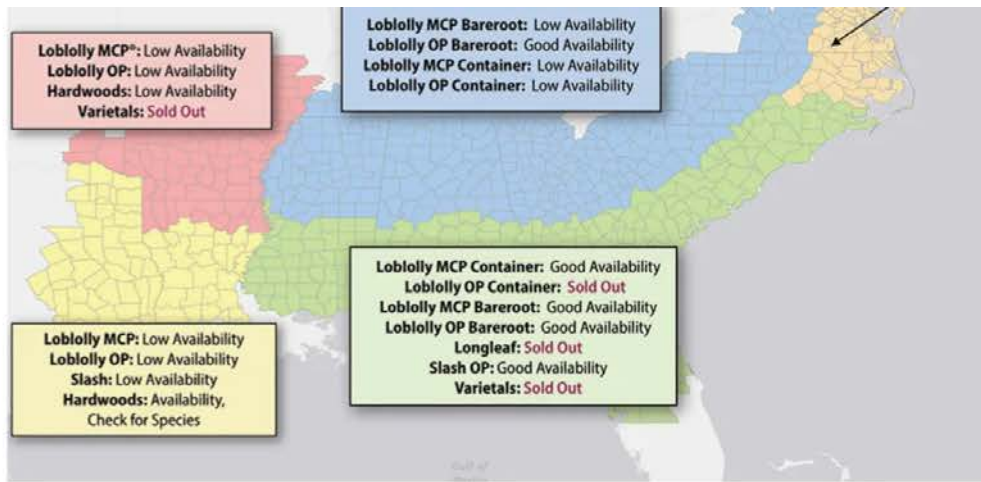 Loblolly MCP Bareroot: Low Availability
Loblolly OP Bareroot: Good Availability
Loblolly MCP Container: Low Availability
Loblolly OP Container: Low Availability
Loblolly MCP®: Low Availability
Loblolly OP: Low Availability
Hardwoods: Low Availability
Varietals: Sold Out
Loblolly MCP Container: Good Availability
Loblolly OP Container: Sold Out
Loblolly MCP Bareroot: Good Availability
Loblolly OP Bareroot: Good Availability
Longleaf: Sold Out
Slash OP: Good Availability
Varietals: Sold Out
Loblolly MCP: Low Availability
Loblolly OP: Low Availability
Slash: Low Availability
Hardwoods: Availability,
Check for Species
Gulf of